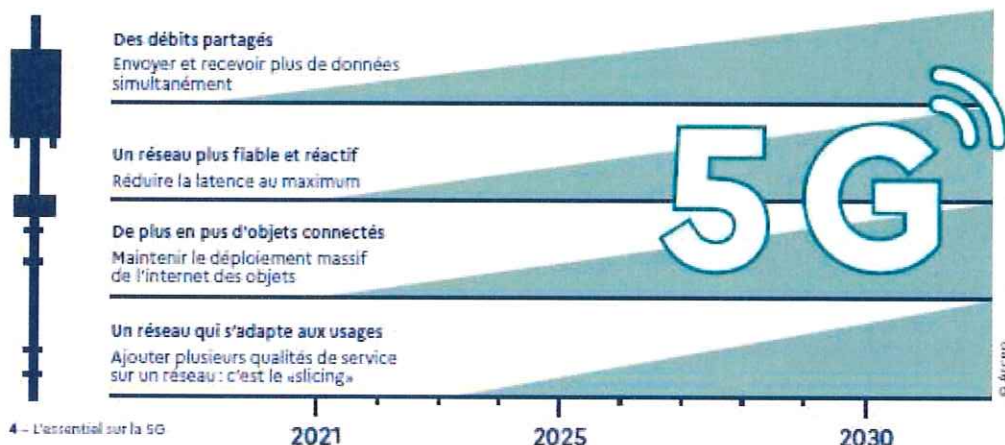 Des débits partagés
Envoyer et recevoir plus de données
simultanément
Un réseau plus fiable et réactif
Réduire la latence au maximum
De plus en pus d'objets connectés
Maintenir le déploiement massif
de l'internet des objets
Un réseau qui s'adapte aux usages
Ajouter plusieurs qualités de service
sur un réseau : c'est le «slicing»
5G
4 – L'essentiel sur la 5G
2021
2025
2030